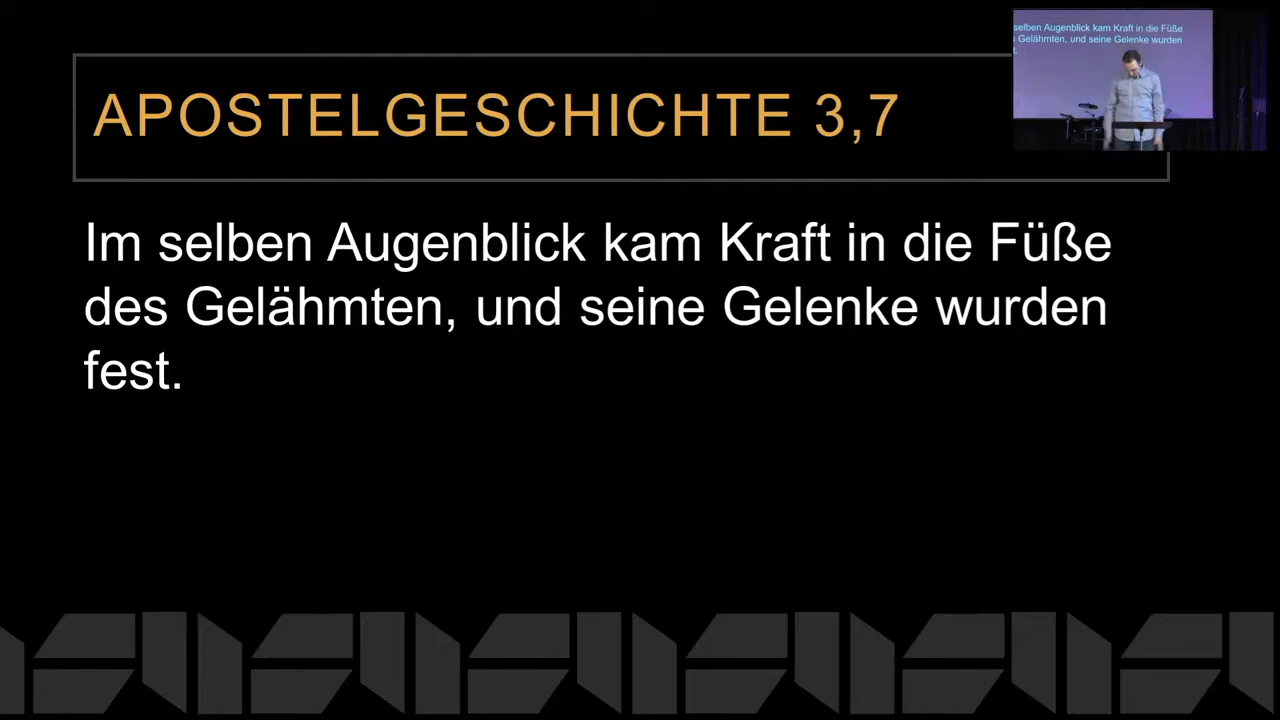 APOSTELGESCHICHTE 3,7
Im selben Augenblick kam Kraft in die Füße
des Gelähmten, und seine Gelenke wurden
fest.
selben Augenblick kam Kraft in die Füße
Gelähmten, und seine Gelenke wurden